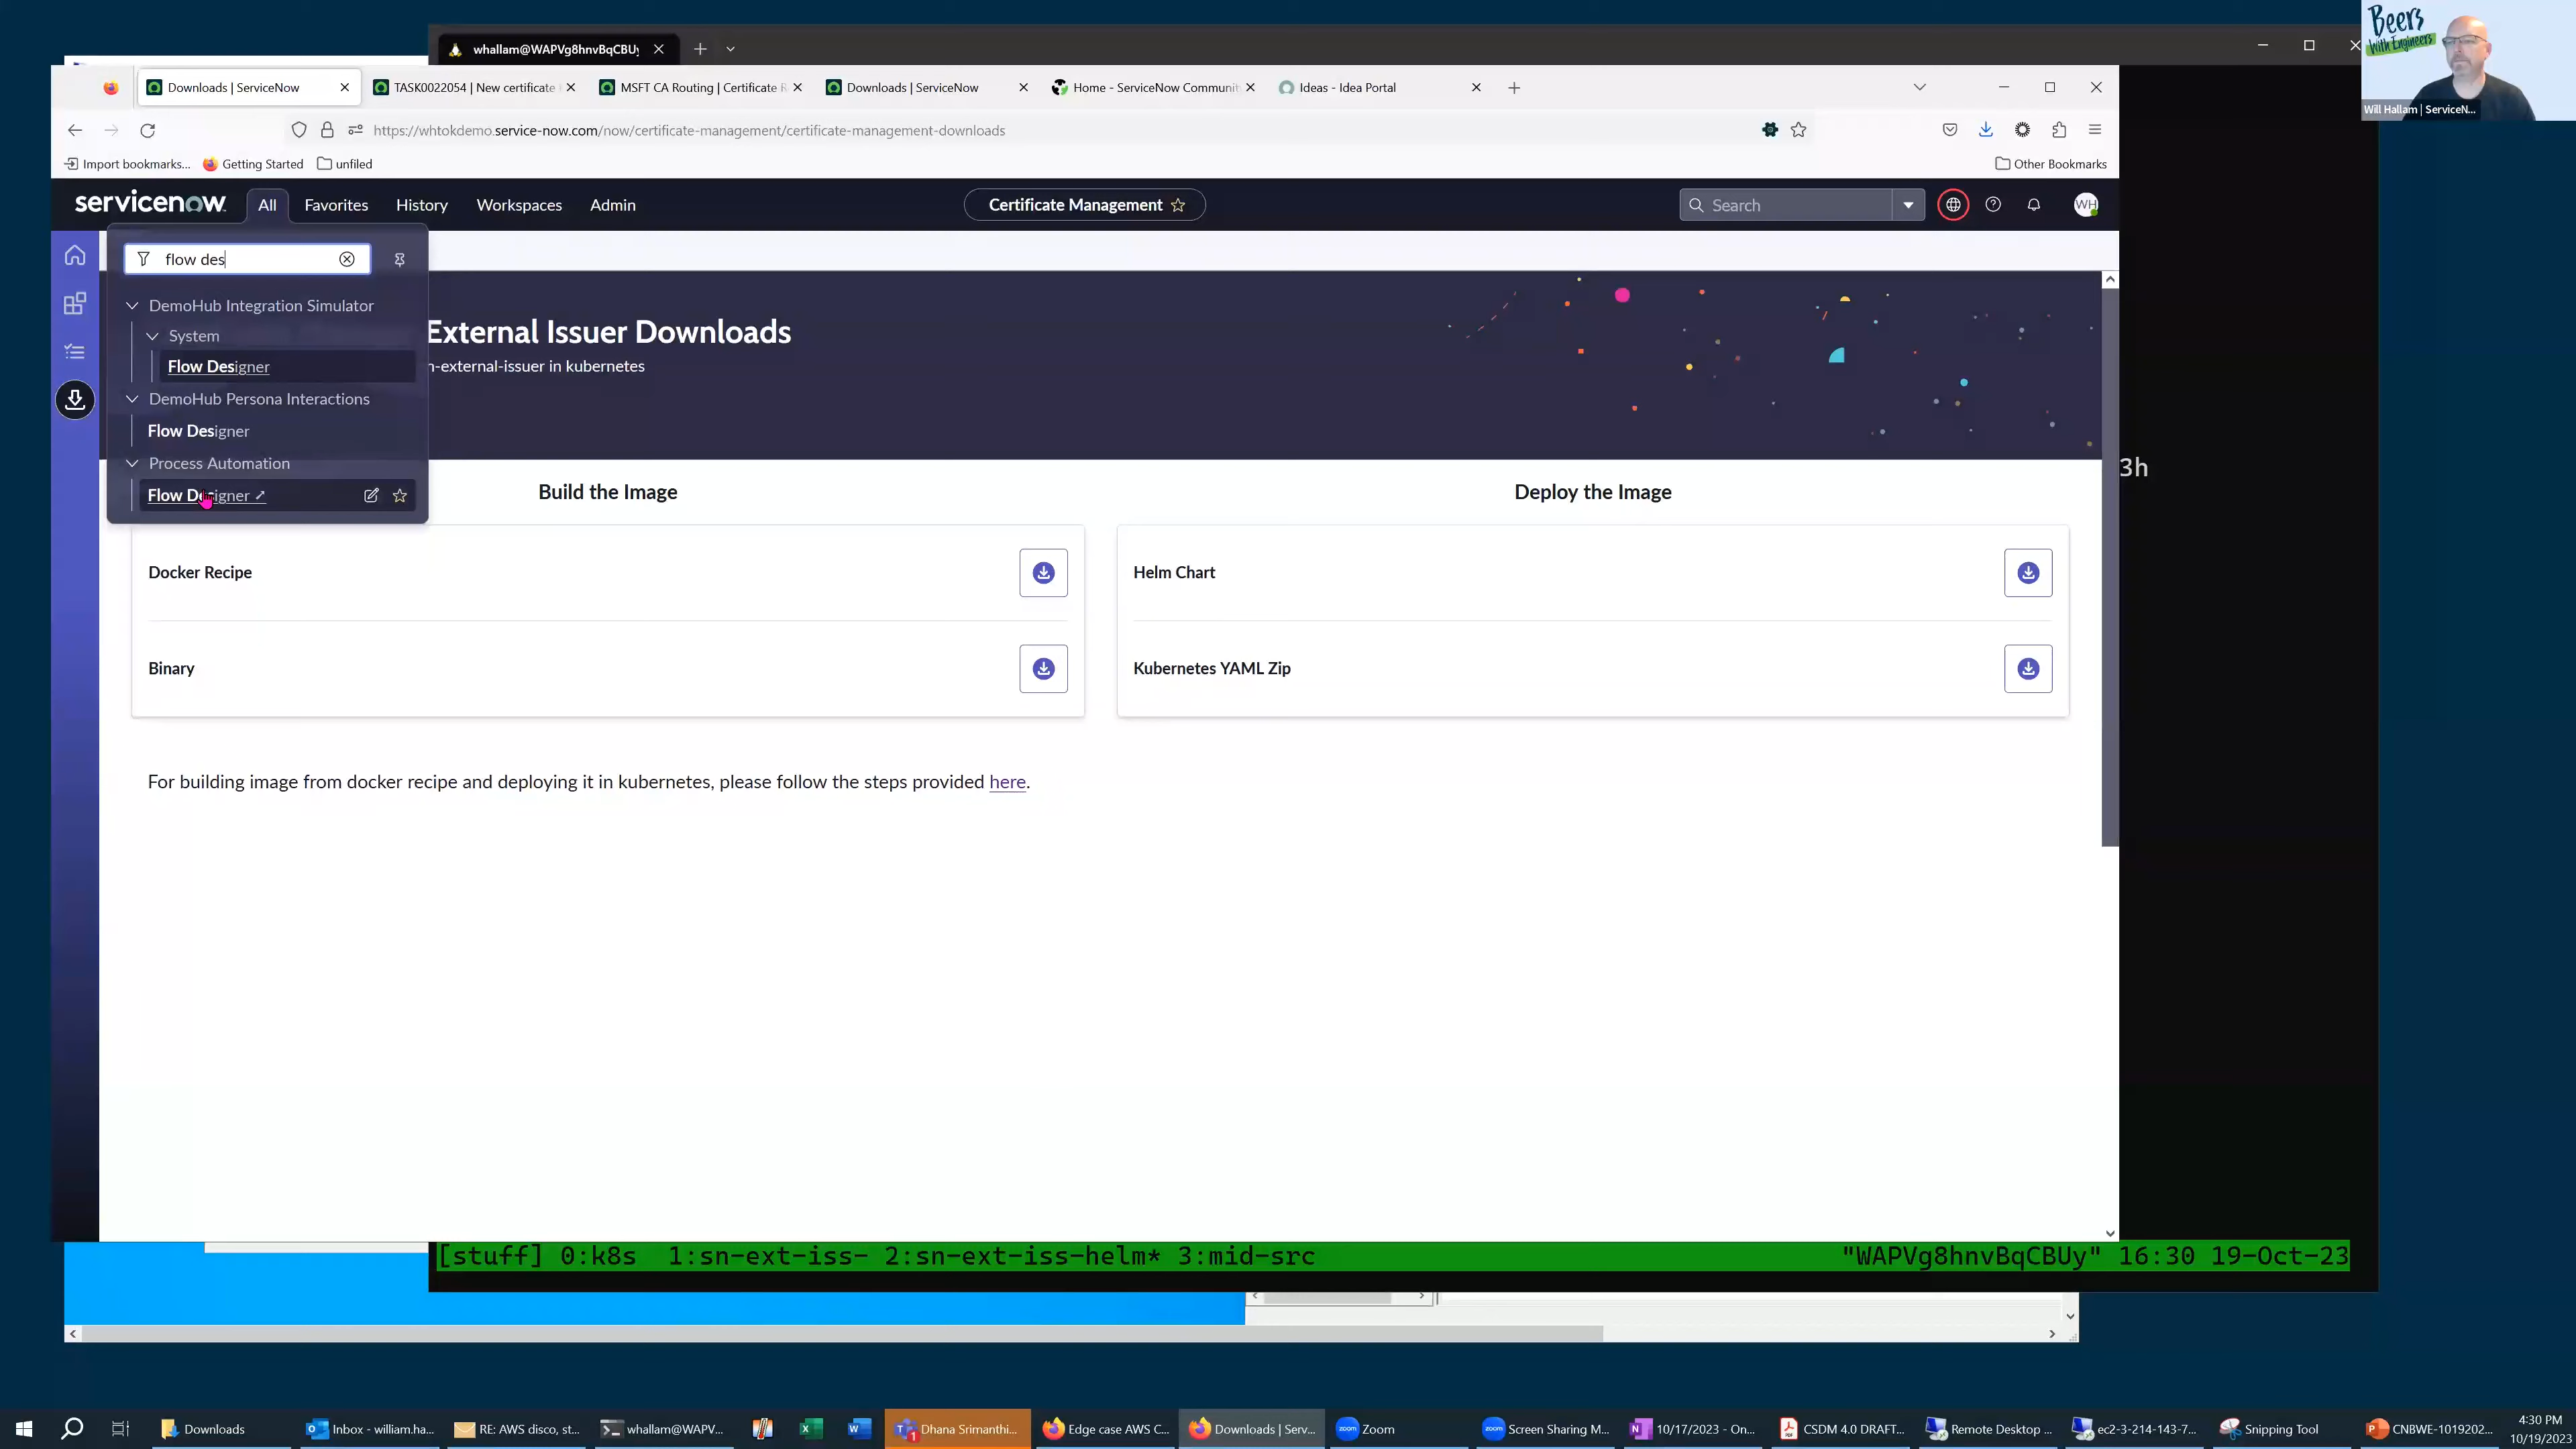 Beers
With Engineers
Will Hallam | ServiceN...
whallam@WAPVg8hnvBqCBUy
Downloads | ServiceNow
TASK0022054 | New certificate
MSFT CA Routing | Certificate R
Downloads | ServiceNow
Home - ServiceNow Communit
Ideas - Idea Portal
https://whtokdemo.service-now.com/now/certificate-management/certificate-management-downloads
Import bookmarks...
Getting Started
unfiled
Other Bookmarks
servicenow
All
Favorites
History
Workspaces
Admin
Certificate Management
Search
WH
flow des
DemoHub Integration Simulator
System
Flow Designer
DemoHub Persona Interactions
Flow Designer
Process Automation
Flow Designer
External Issuer Downloads
n-external-issuer in kubernetes
3h
Build the Image
Deploy the Image
Docker Recipe
Helm Chart
Binary
Kubernetes YAML Zip
For building image from docker recipe and deploying it in kubernetes, please follow the steps provided here.
[stuff] 0:k8s 1:sn-ext-iss- 2:sn-ext-iss-helm* 3:mid-src
"WAPVg8hnvBqCBUy" 16:30 19-Oct-23
Downloads
Inbox - william.ha...
RE: AWS disco, st...
whallam@WAPV...
Dhana Srimanthi...
Edge case AWS C...
Downloads | Serv...
Zoom
Screen Sharing M...
10/17/2023 - On...
CSDM 4.0 DRAFT...
Remote Desktop ...
ec2-3-214-143-7...
Snipping Tool
CNBWE-1019202...
4:30 PM
10/19/2023